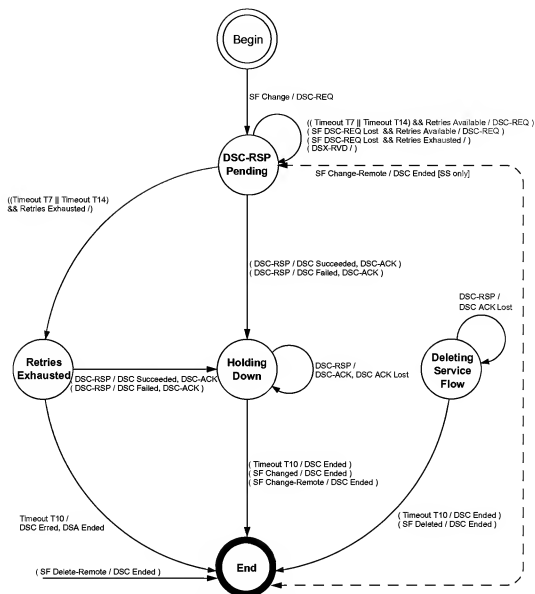 Begin
SF Change / DSC-REQ
(( Timeout T7 || Timeout T14) && Retries Available / DSC-REQ )
( SF DSC-REQ Lost && Retries Available / DSC-REQ )
( SF DSC-REQ Lost && Retries Exhausted / )
( DSX-RVD / )
DSC-RSP
Pending
SF Change-Remote / DSC Ended [SS only]
((Timeout T7 || Timeout T14)
&& Retries Exhausted /)
( DSC-RSP / DSC Succeeded, DSC-ACK )
( DSC-RSP / DSC Failed, DSC-ACK )
DSC-RSP /
DSC ACK Lost
Retries
Exhausted
Holding
Down
DSC-RSP /
DSC-ACK, DSC ACK Lost
Deleting
Service
Flow
( DSC-RSP / DSC Succeeded, DSC-ACK
( DSC-RSP / DSC Failed, DSC-ACK )
( Timeout T10 / DSC Ended )
( SF Changed / DSC Ended )
( SF Change-Remote / DSC Ended )
Timeout T10 /
DSC Erred, DSA Ended
( Timeout T10 / DSC Ended )
( SF Deleted / DSC Ended )
( SF Delete-Remote / DSC Ended )
End